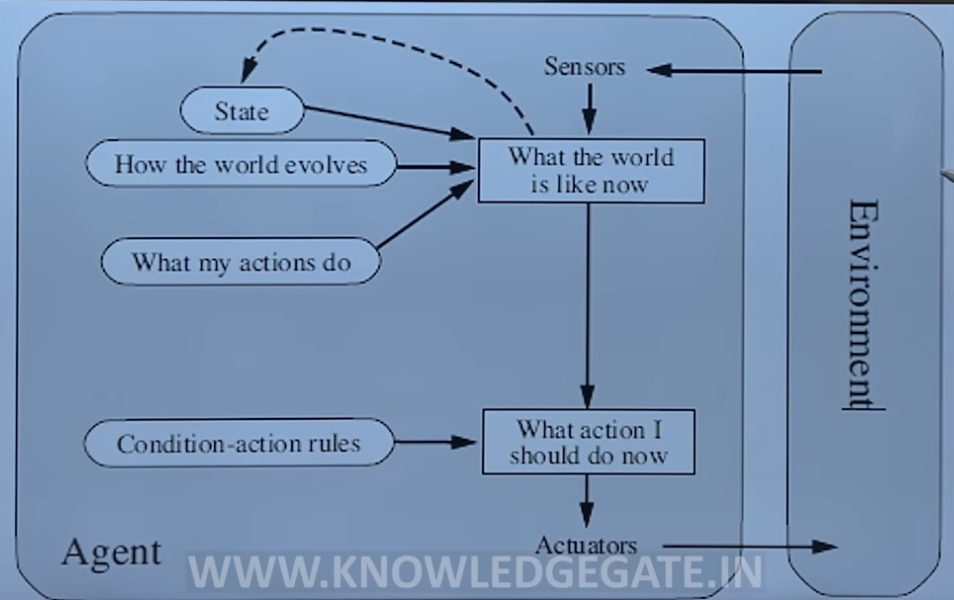 Sensors
State
What the world
is like now
How the world evolves
What my actions do
Environment
What action I
should do now
Condition-action rules
Actuators
Agent
WWW.KNOWLEDGEGATE.IN